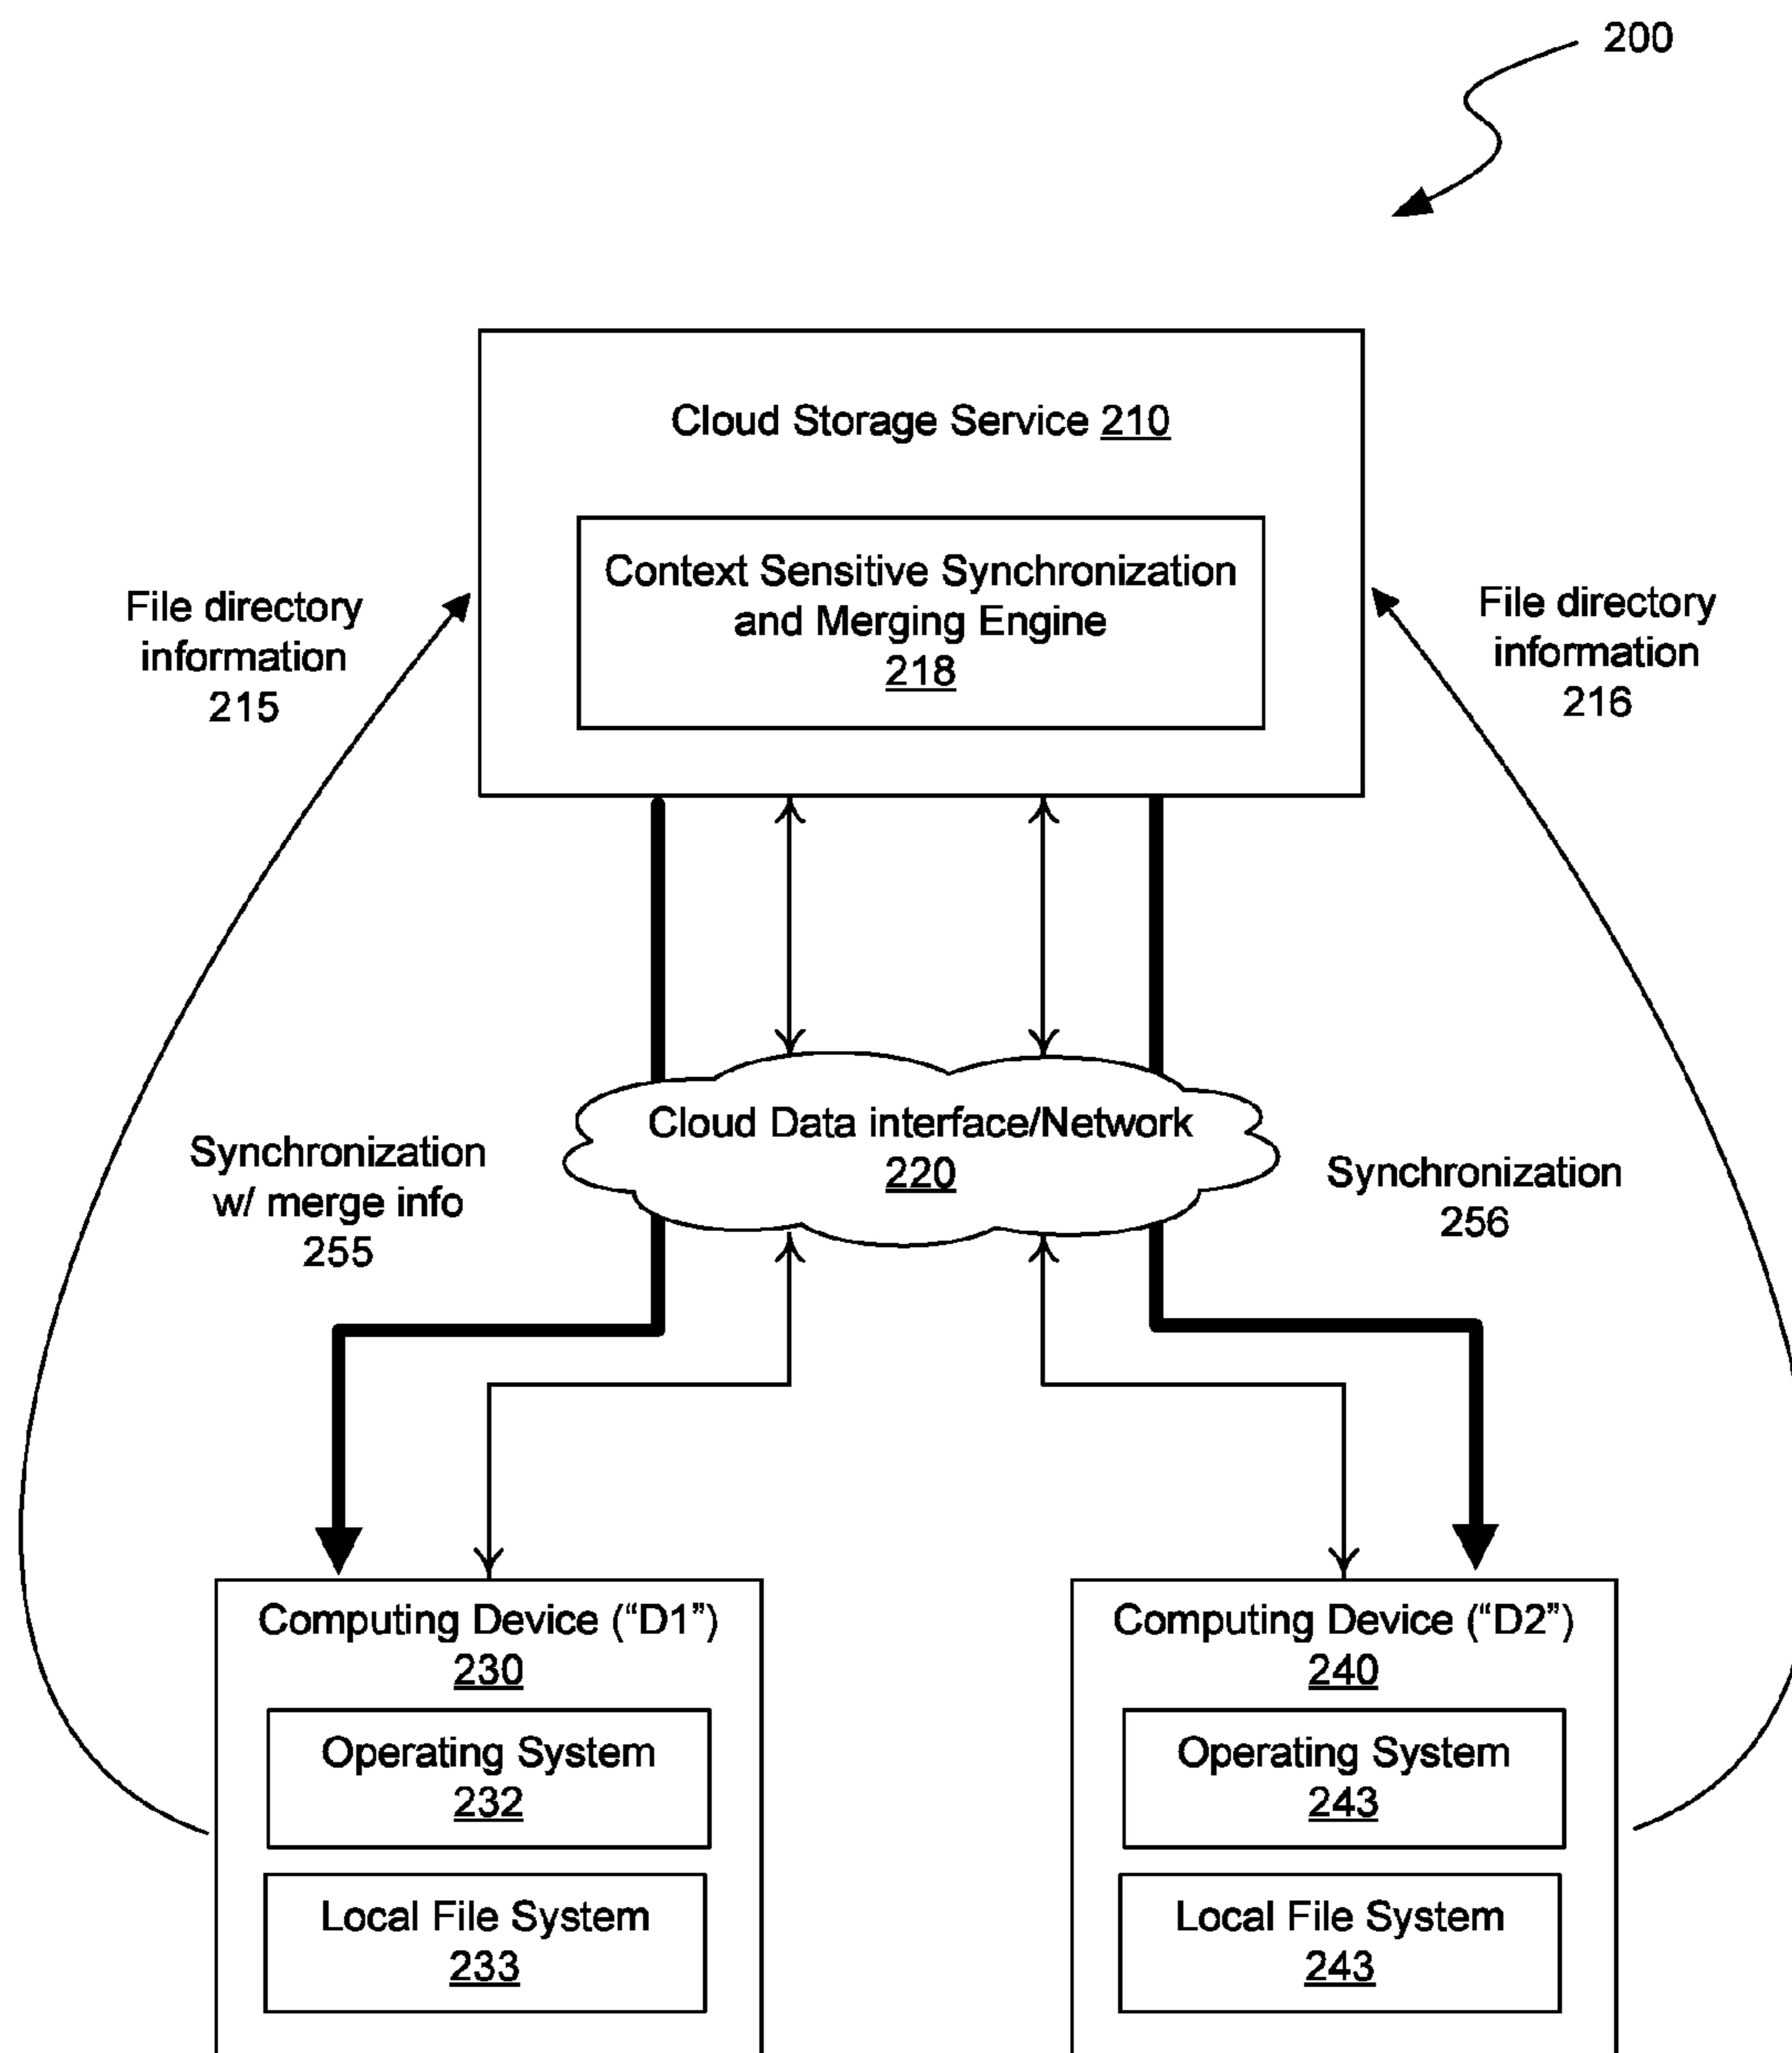 200
Cloud Storage Service 210
Context Sensitive Synchronization
and Merging Engine
218
File directory
information
215
File directory
information
216
Cloud Data interface/Network
220
Synchronization
w/ merge info
255
Synchronization
256
Computing Device (“D1”)
230
Operating System
232
Local File System
233
Computing Device (“D2”)
240
Operating System
243
Local File System
243